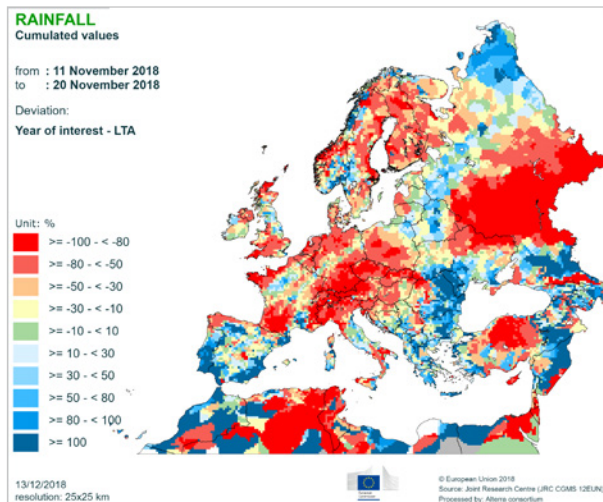 RAINFALL
Cumulated values
from : 11 November 2018
to : 20 November 2018
Deviation:
Year of interest - LTA
Unit: %
>= -100 - < -80
>= -80 - < -50
>= -50 - < -30
>= -30 - < -10
>= -10 - < 10
>= 10 - < 30
>= 30 - < 50
>= 50 - < 80
>= 80 - < 100
>= 100
13/12/2018
resolution: 25x25 km
© European Union 2018
Source: Joint Research Centre (JRC CGMS 12EUN)
Processed by: Alterra consortium